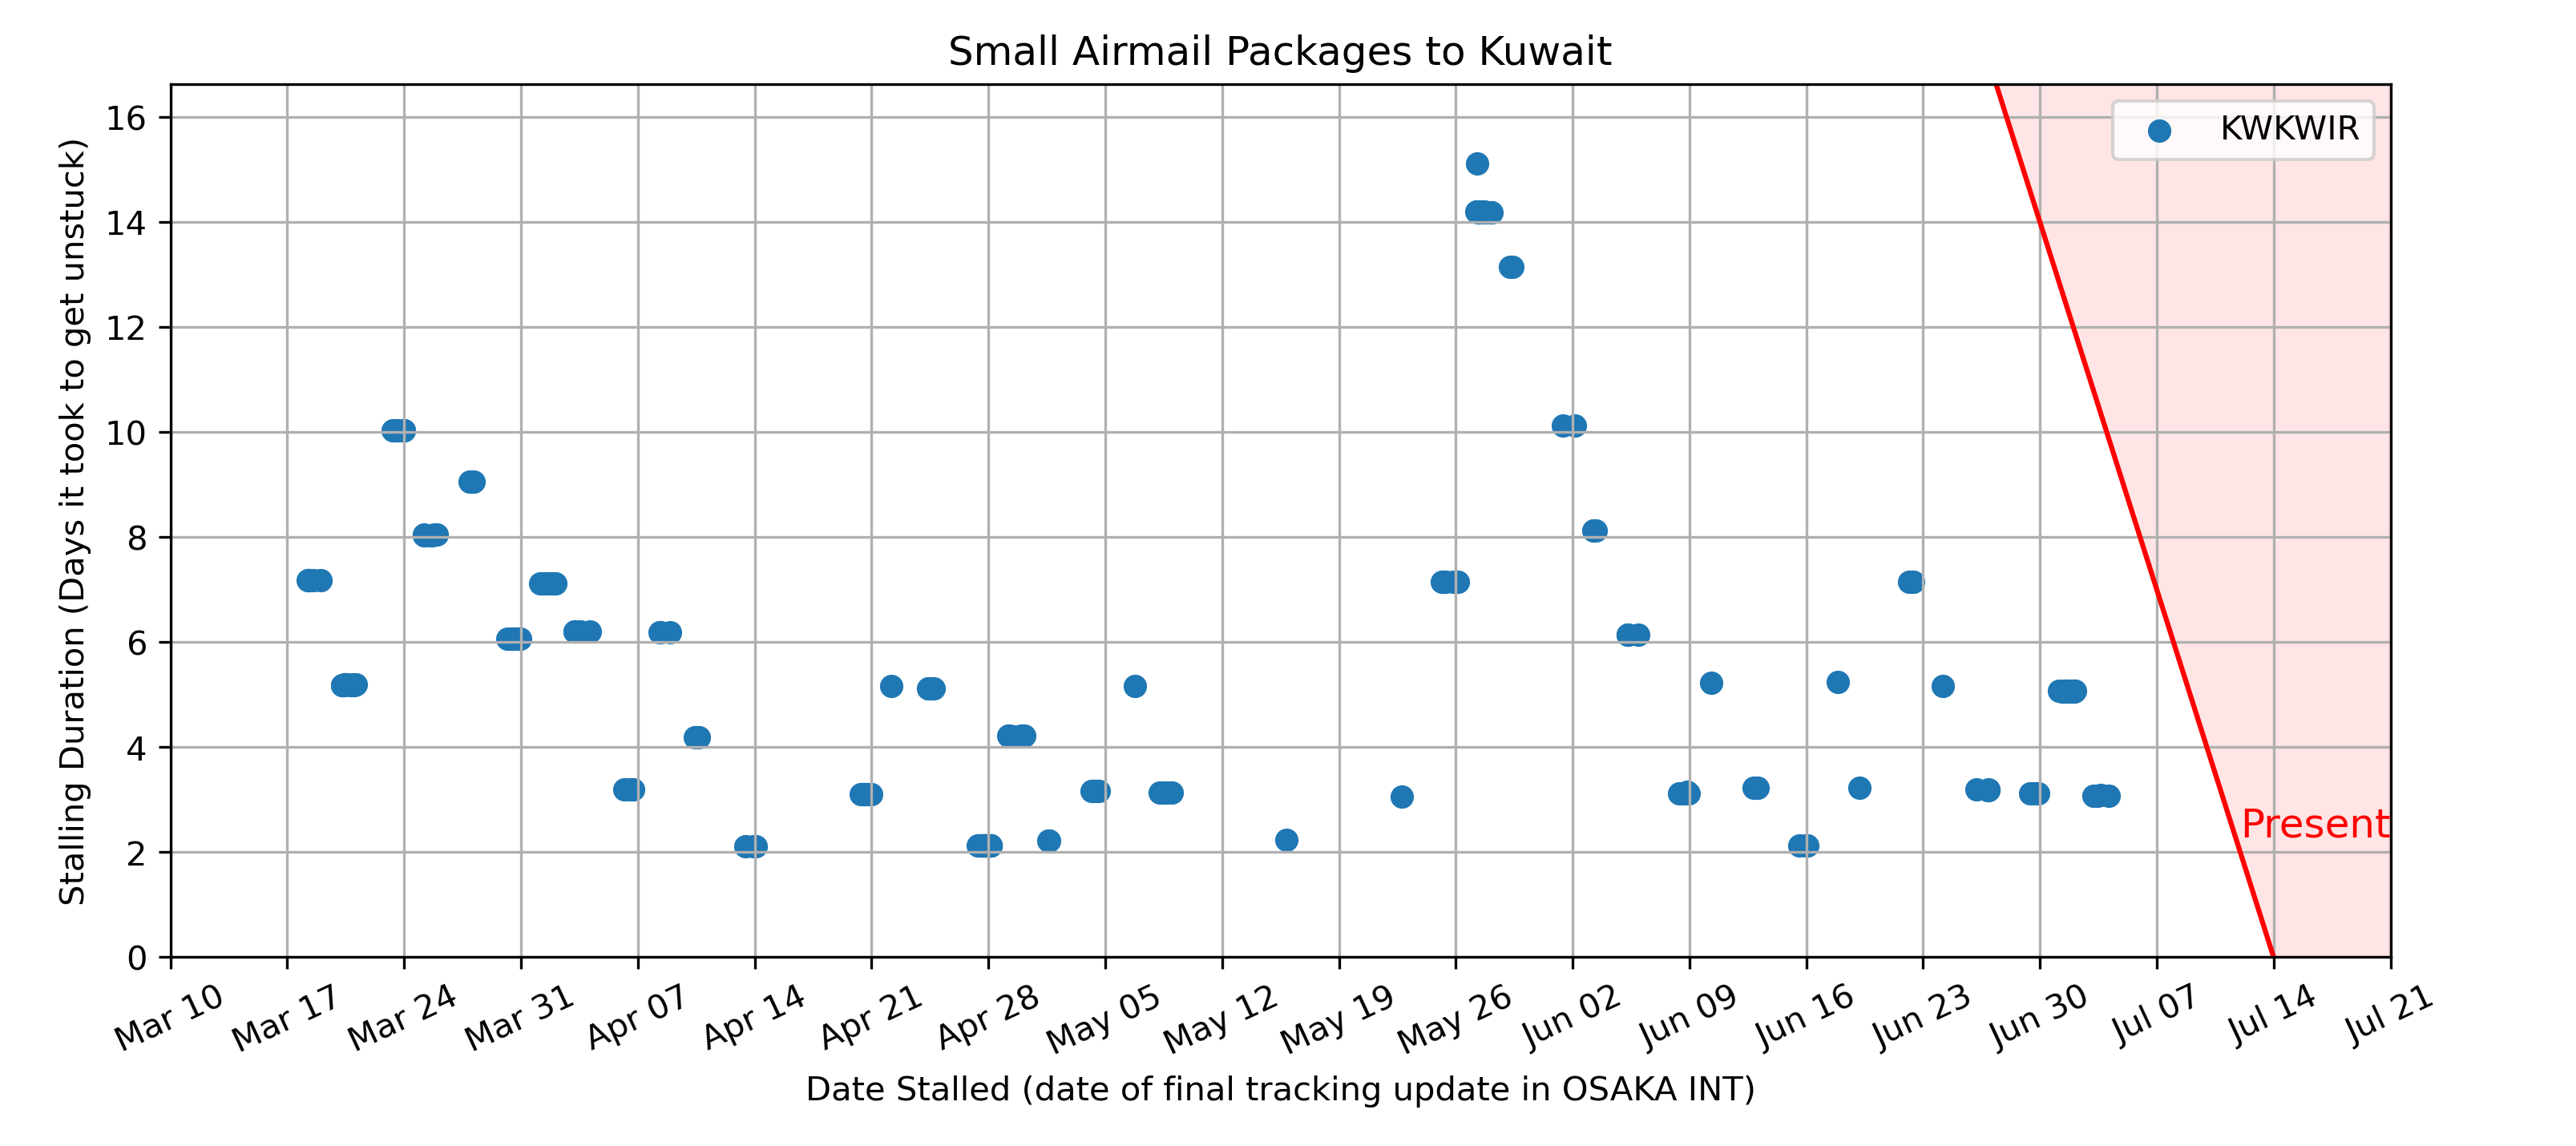 Small Airmail Packages to Kuwait
KWKWIR
Stalling Duration (Days it took to get unstuck)
16
14
12
10
8
6
4
2
0
Present
Mar 10 Mar 17 Mar 24 Mar 31 Apr 07 Apr 14 Apr 21 Apr 28 May 05 May 12 May 19 May 26 Jun 02 Jun 09 Jun 16 Jun 23 Jun 30 Jul 07 Jul 14 Jul 21
Date Stalled (date of final tracking update in OSAKA INT)